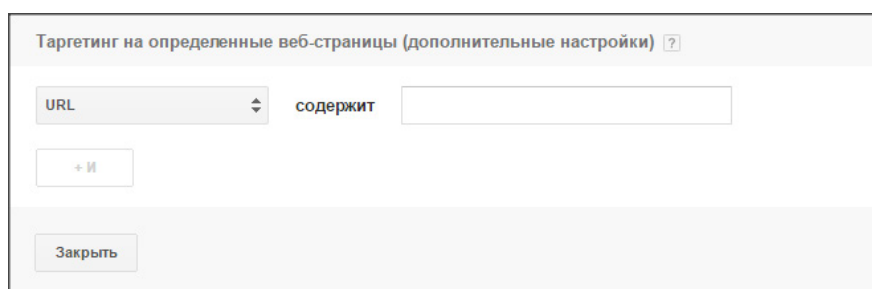 Таргетинг на определенные веб-страницы (дополнительные настройки) ?
URL содержит
+ И
Закрыть